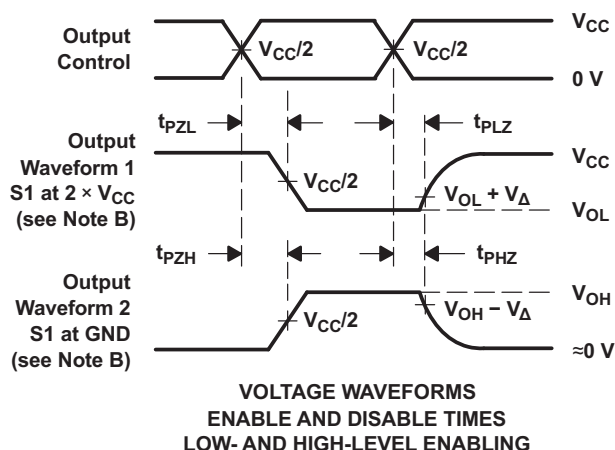 Output
Control
V_CC/2
V_CC/2
V_CC
0 V
t_PZL
t_PLZ
Output
Waveform 1
S1 at 2 × V_CC
(see Note B)
V_CC/2
V_CC
V_OL + V_Δ
V_OL
t_PZH
t_PHZ
Output
Waveform 2
S1 at GND
(see Note B)
V_CC/2
V_OH
V_OH − V_Δ
≈0 V
VOLTAGE WAVEFORMS
ENABLE AND DISABLE TIMES
LOW- AND HIGH-LEVEL ENABLING